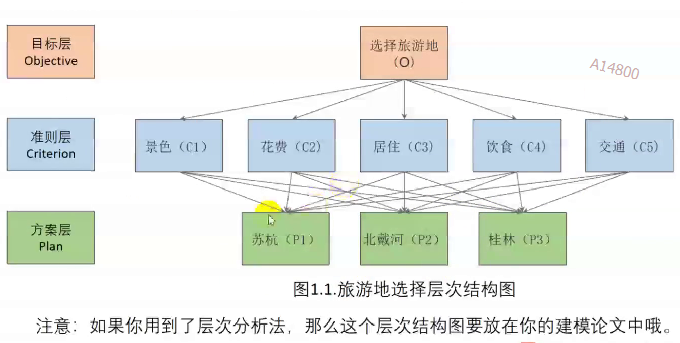 目标层
Objective
选择旅游地
（O）
A14800
准则层
Criterion
景色（C1）
花费（C2）
居住（C3）
饮食（C4）
交通（C5）
方案层
Plan
苏杭（P1）
北戴河（P2）
桂林（P3）
图1.1.旅游地选择层次结构图
注意：如果你用到了层次分析法，那么这个层次结构图要放在你的建模论文中哦。